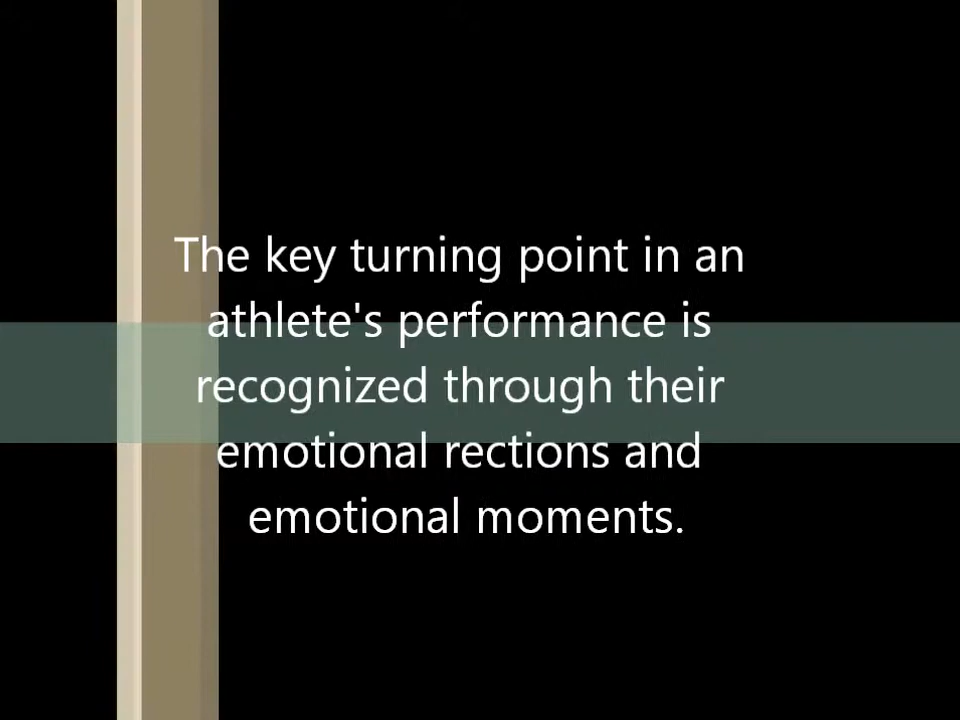 The key turning point in an
athlete's performance is
recognized through their
emotional rections and
emotional moments.